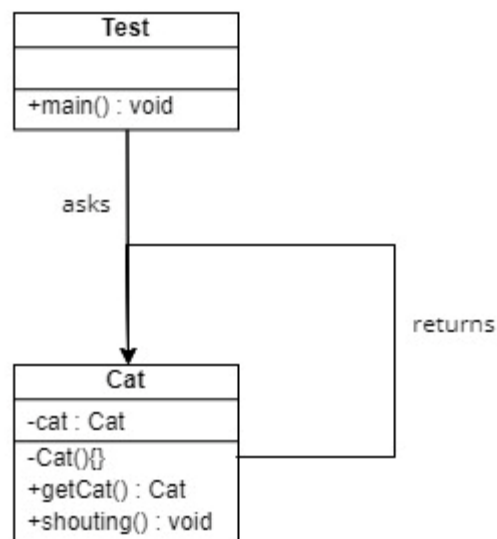 Test
+main() : void
asks
returns
Cat
-cat : Cat
-Cat(){}
+getCat() : Cat
+shouting() : void